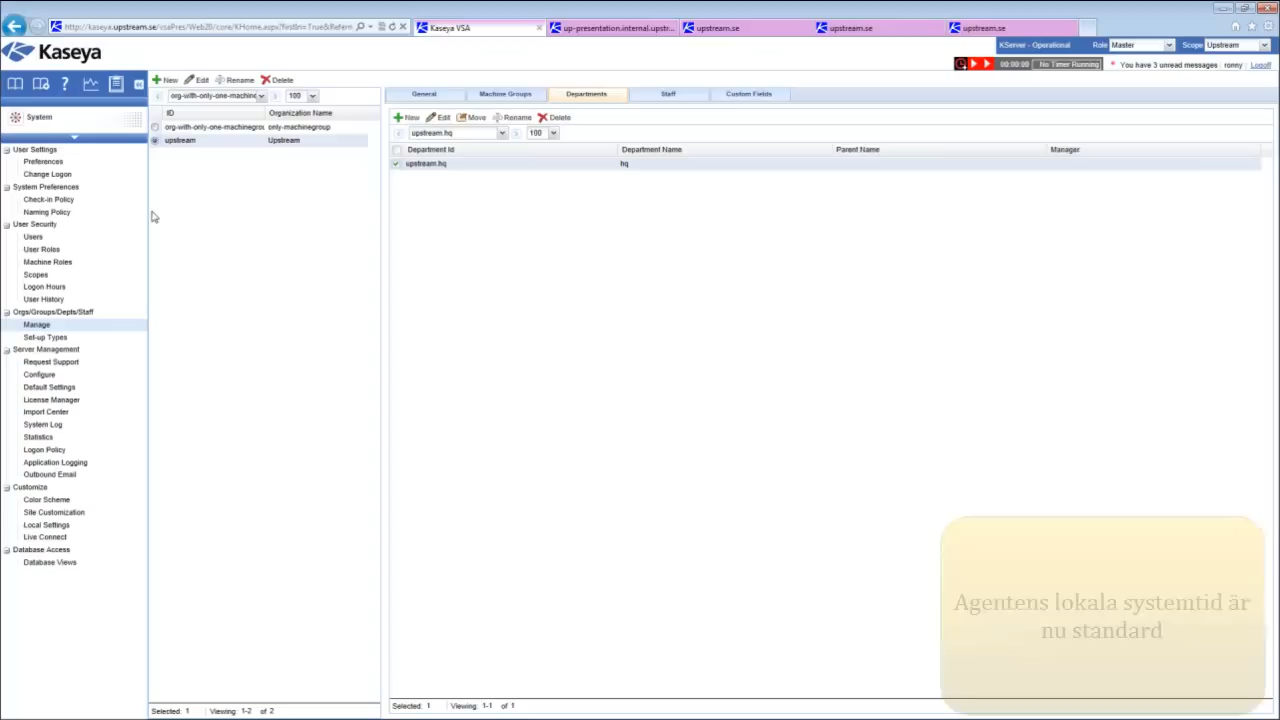 http://kaseya.upstream.se/vsaPres/Web20/core/KHome.aspx?firstIn=True&Referrer
Kaseya VSA
up-presentation.internal.upstr...
upstream.se
upstream.se
upstream.se
Kaseya
KServer - Operational
Role
Master
Scope
Upstream
00:00:00
No Timer Running
* You have 3 unread messages
ronny
Logoff
New
Edit
Rename
Delete
org-with-only-one-machine
100
General
Machine Groups
Departments
Staff
Custom Fields
System
ID
Organization Name
org-with-only-one-machinegrou
only-machinegroup
upstream
Upstream
New
Edit
Move
Rename
Delete
upstream.hq
100
Department Id
Department Name
Parent Name
Manager
upstream.hq
hq
User Settings
Preferences
Change Logon
System Preferences
Check-in Policy
Naming Policy
User Security
Users
User Roles
Machine Roles
Scopes
Logon Hours
User History
Orgs/Groups/Depts/Staff
Manage
Set-up Types
Server Management
Request Support
Configure
Default Settings
License Manager
Import Center
System Log
Statistics
Logon Policy
Application Logging
Outbound Email
Customize
Color Scheme
Site Customization
Local Settings
Live Connect
Database Access
Database Views
Agentens lokala systemtid är
nu standard
Selected: 1
Viewing: 1-2 of 2
Selected: 1
Viewing: 1-1 of 1